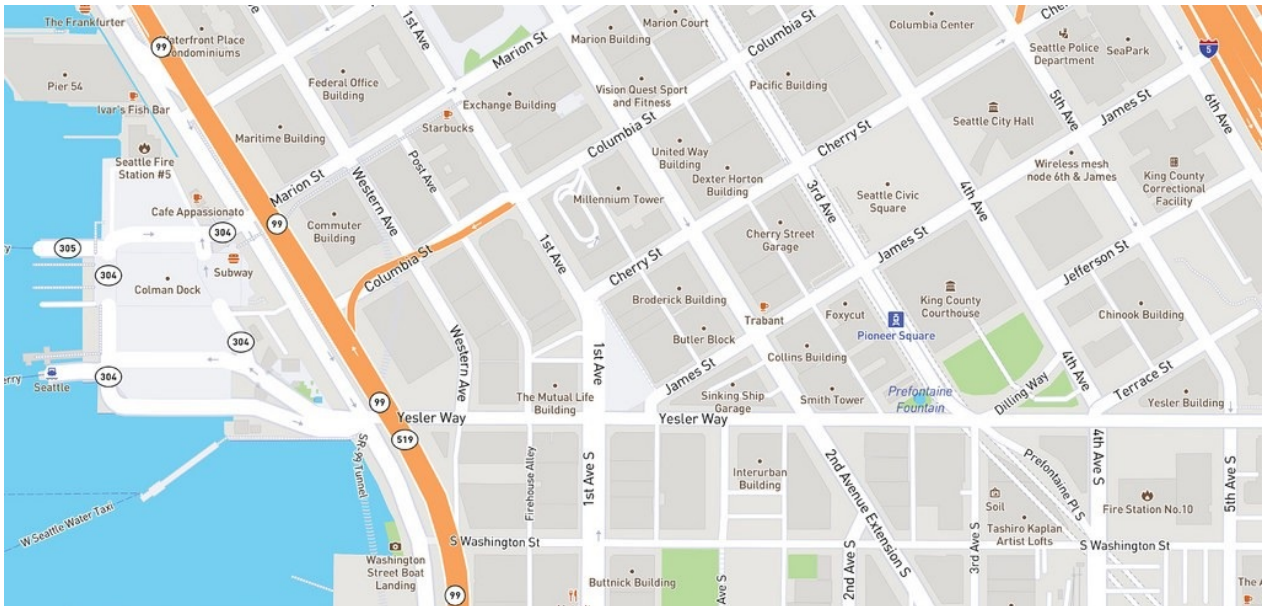 The Frankfurter
99
Waterfront Place
Condominiums
1st Ave
Marion St
Marion Court
Marion Building
Columbia St
Columbia Center
Seattle Police
Department
SeaPark
5
6th Ave
Pier 54
Federal Office
Building
Vision Quest Sport
and Fitness
Pacific Building
5th Ave
Ivar's Fish Bar
Exchange Building
Starbucks
Seattle City Hall
James St
Maritime Building
Columbia St
Cherry St
Seattle Fire
Station #5
Post Ave
United Way
Building
Dexter Horton
Building
Wireless mesh
node 6th & James
King County
Correctional
Facility
Marion St
Western Ave
Millennium Tower
3rd Ave
Seattle Civic
Square
4th Ave
Cafe Appassionato
Commuter
Building
99
304
305
304
Cherry Street
Garage
James St
1st Ave
Subway
Colman Dock
Columbia St
Cherry St
Jefferson St
Broderick Building
King County
Courthouse
Trabant
Foxycut
Chinook Building
Pioneer Square
Butler Block
304
Western Ave
1st Ave
Collins Building
4th Ave
Seattle
304
James St
Terrace St
The Mutual Life
Building
Sinking Ship
Garage
Smith Tower
Prefontaine
Fountain
Dilling Way
Yesler Building
99
Yesler Way
Yesler Way
519
SR-99 Tunnel
Firehouse Alley
1st Ave S
Interurban
Building
2nd Avenue Extension S
Prefontaine Pl S
4th Ave S
5th Ave S
Soil
Fire Station No.10
W Seattle Water Taxi
Tashiro Kaplan
Artist Lofts
S Washington St
S Washington St
Washington
Street Boat
Landing
Buttnick Building
Ave S
2nd Ave S
3rd Ave S
99